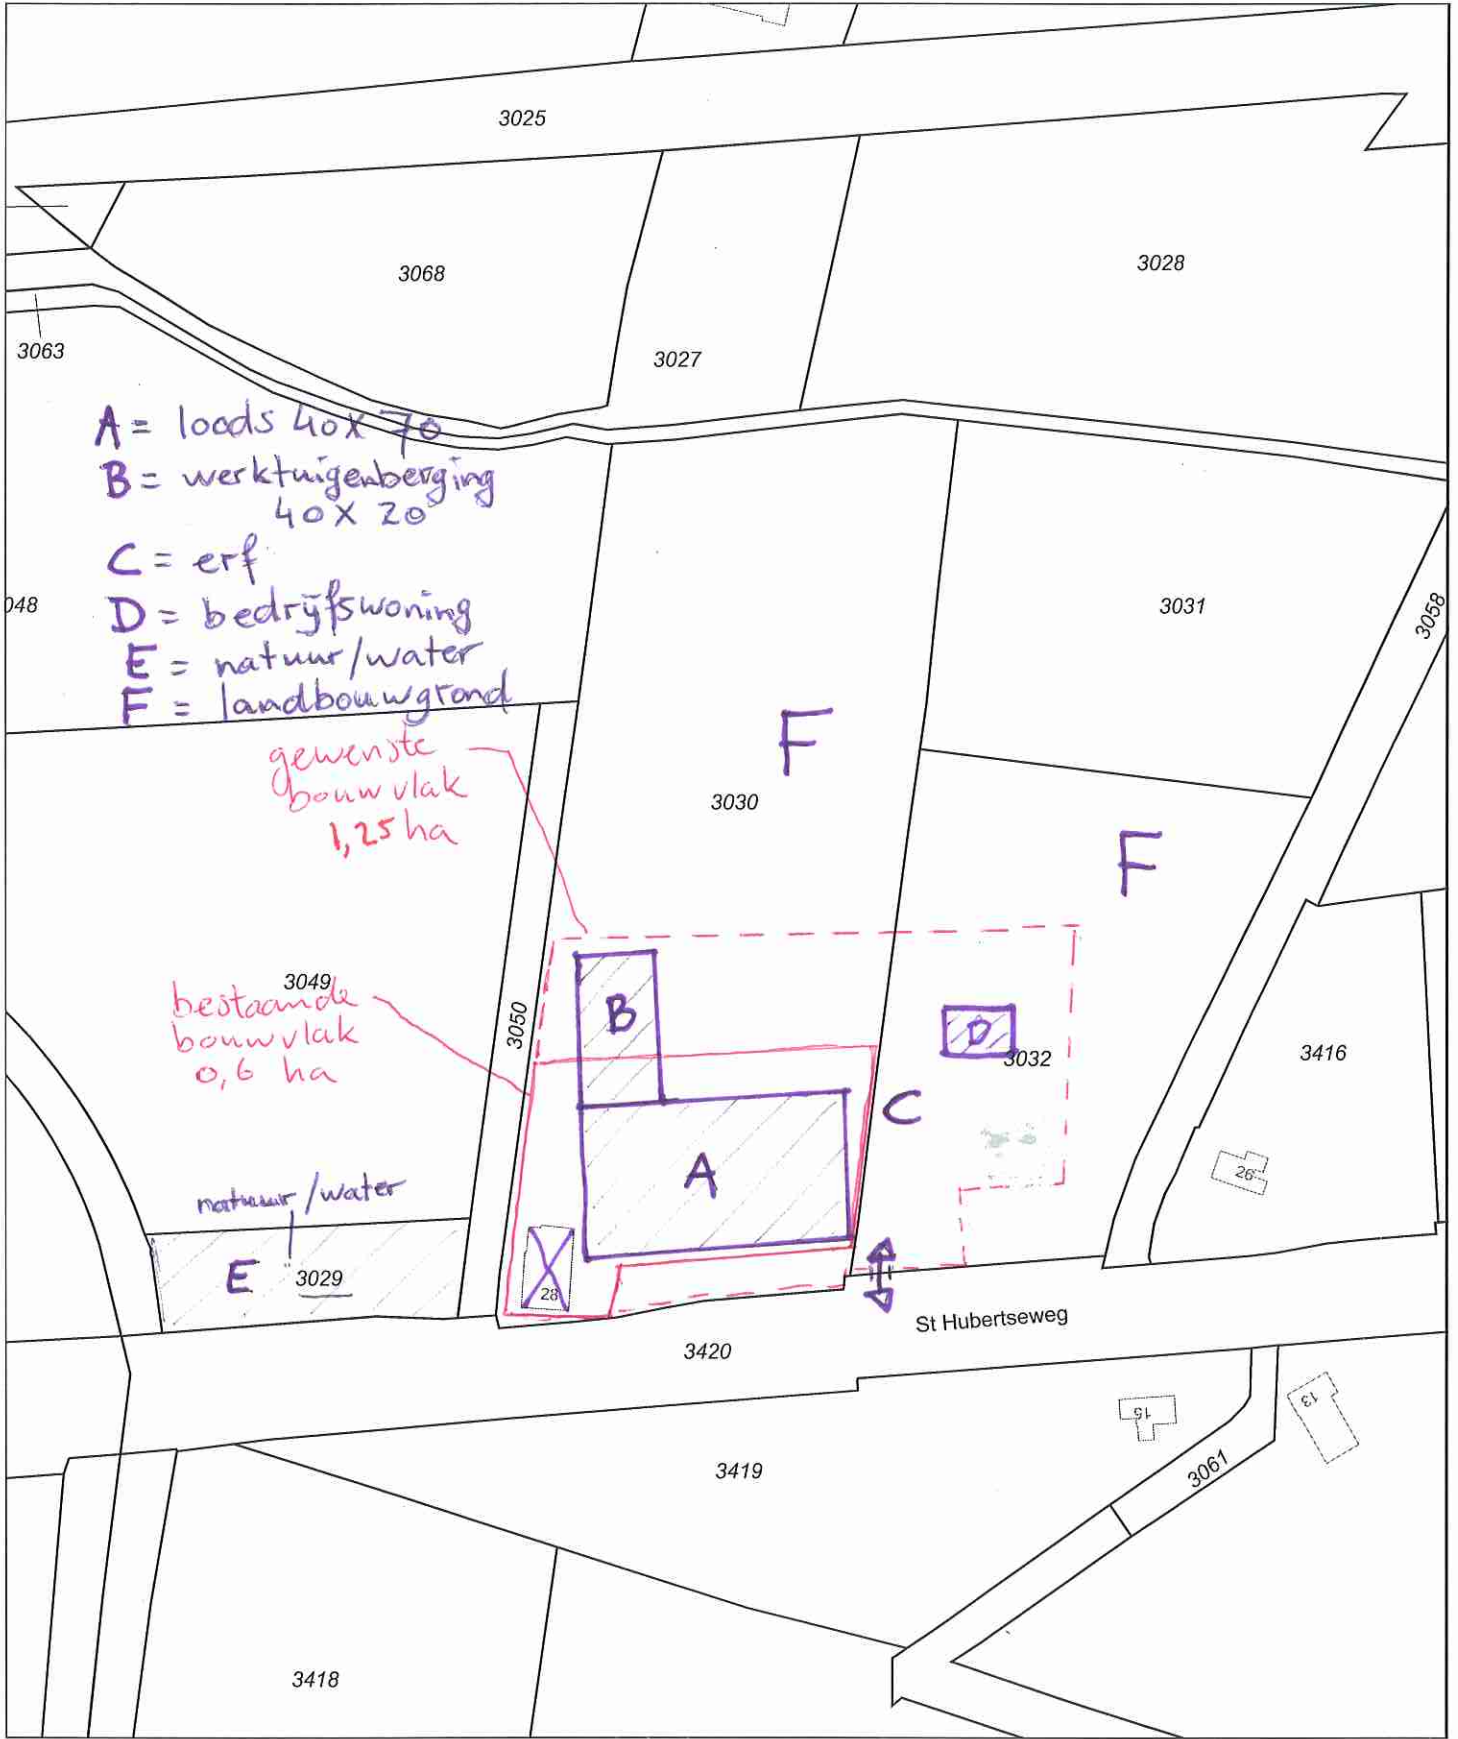 3025
3068
3028
3063
3027
A = loods 40x70
B = werktuigenberging
40 x 20
C = erf
048
D = bedrijfswoning
3031
3058
E = natuur/water
F = landbouwgrond
F
gewenste
bouwvlak
1,25 ha
3030
F
3049
bestaande
bouwvlak
0,6 ha
3050
B
D
3032
3416
C
A
26
natuur/water
E
3029
28
St Hubertseweg
3420
15
13
3419
3061
3418